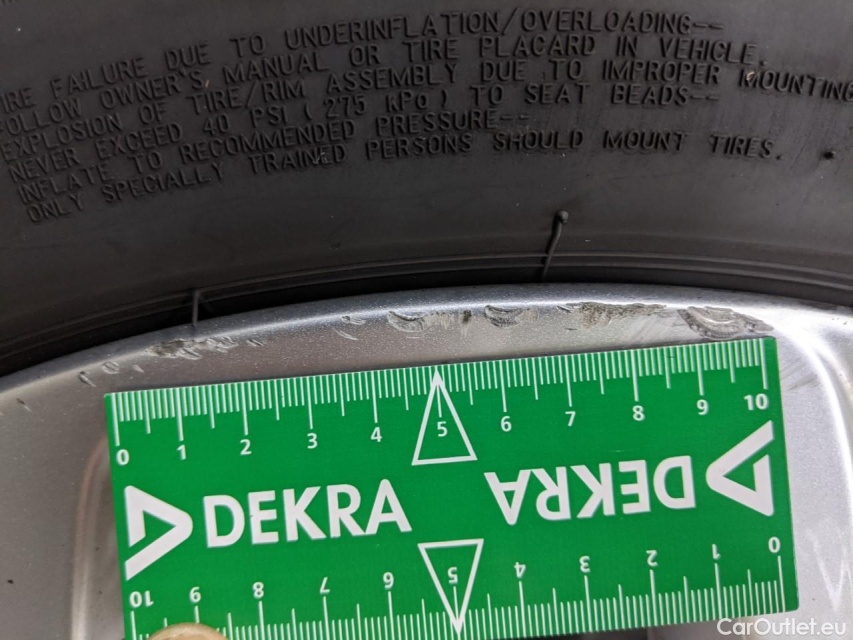 IRE FAILURE DUE TO UNDERINFLATION/OVERLOADING--
FOLLOW OWNER'S MANUAL OR TIRE PLACARD IN VEHICLE.
EXPLOSION OF TIRE/RIM ASSEMBLY DUE TO IMPROPER MOUNTING
NEVER EXCEED 40 PSI (275 KPa) TO SEAT BEADS--
INFLATE TO RECOMMENDED PRESSURE--
ONLY SPECIALLY TRAINED PERSONS SHOULD MOUNT TIRES.
0 1 2 3 4 5 6 7 8 9 10
DEKRA DEKRA
10 9 8 7 6 5 4 3 2 1 0
CarOutlet.eu